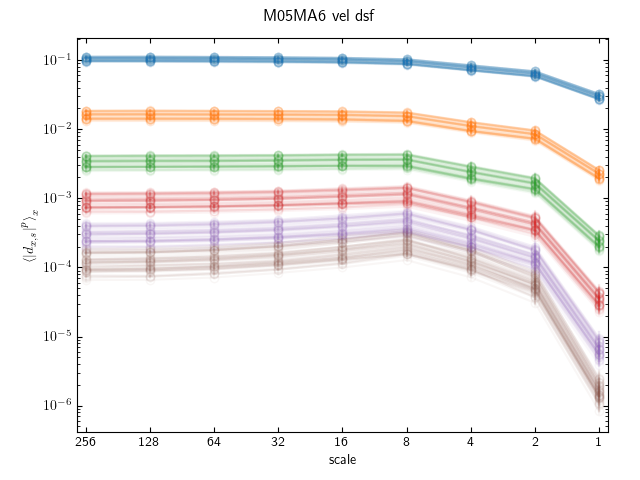 M05MA6 vel dsf
⟨|d_{x,s}|^p⟩_x
10^{-1}
10^{-2}
10^{-3}
10^{-4}
10^{-5}
10^{-6}
256 128 64 32 16 8 4 2 1
scale